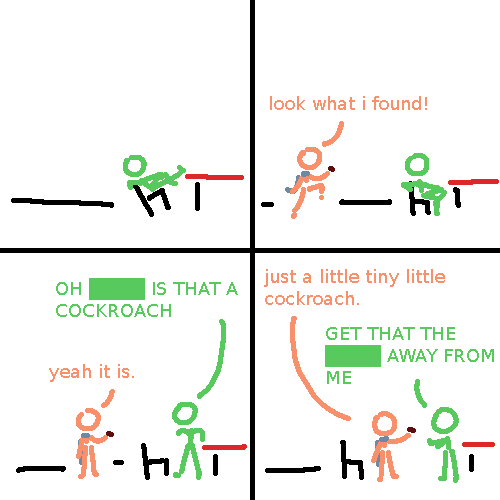 look what i found!
OH IS THAT A
COCKROACH
yeah it is.
just a little tiny little
cockroach.
GET THAT THE
AWAY FROM
ME